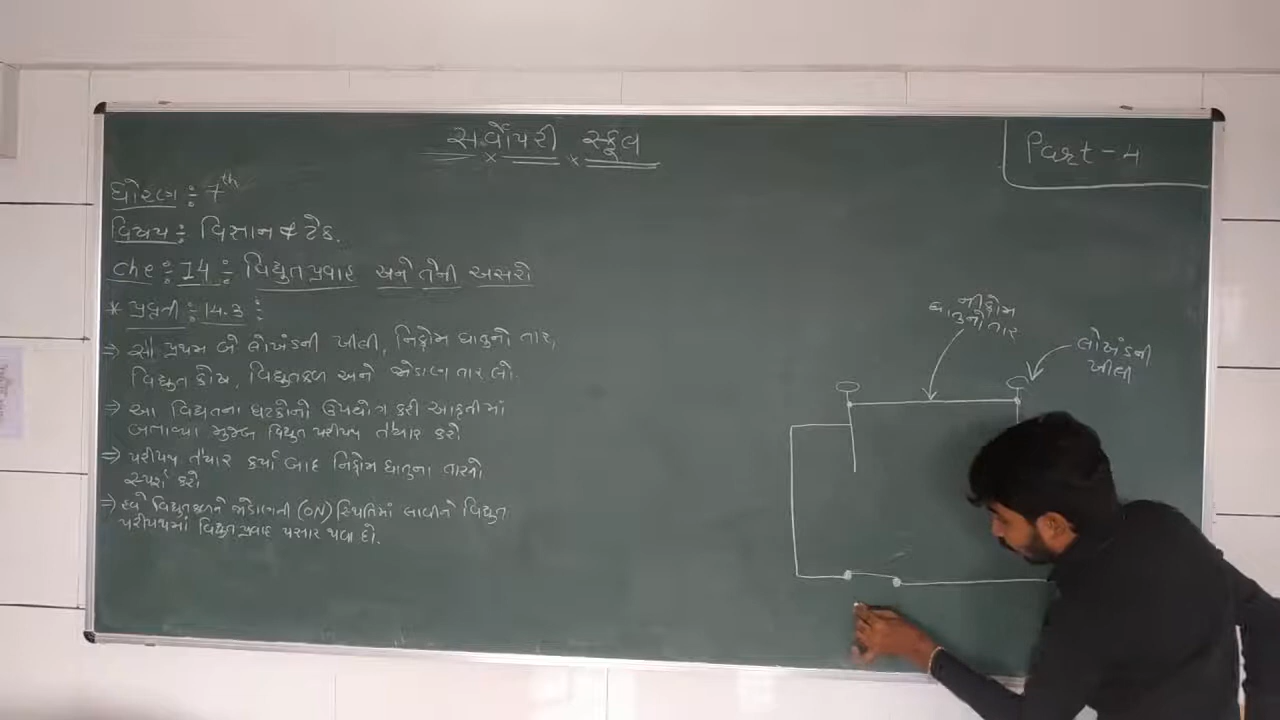 સર્વોપરી સ્કૂલ
Part - 4
ધોરણ : 7th
વિષય : વિજ્ઞાન & ટેક.
che : 14 : વિદ્યુતપ્રવાહ અને તેની અસરો
* પ્રવૃતી : 14.3 :
⇒ સૌ પ્રથમ બે લોખંડની ખીલી, નિક્રોમ ધાતુનો તાર,
વિદ્યુત કોષ, વિદ્યુતકળ અને જોડાણ તાર લો.
⇒ આ વિદ્યુતના ઘટકોનો ઉપયોગ કરી આકૃતીમાં
બતાવ્યા મુજબ વિદ્યુત પરીપથ તૈયાર કરો
⇒ પરીપથ તૈયાર કર્યા બાદ નિક્રોમ ધાતુના તારનો
સ્પર્શ કરો
⇒ હવે વિદ્યુતકળને જોડાણની (ON) સ્થિતિમાં લાવીને વિદ્યુત
પરીપથમાં વિદ્યુતપ્રવાહ પસાર થવા દો.
નીક્રોમ
ધાતુનો તાર
લોખંડની
ખીલી